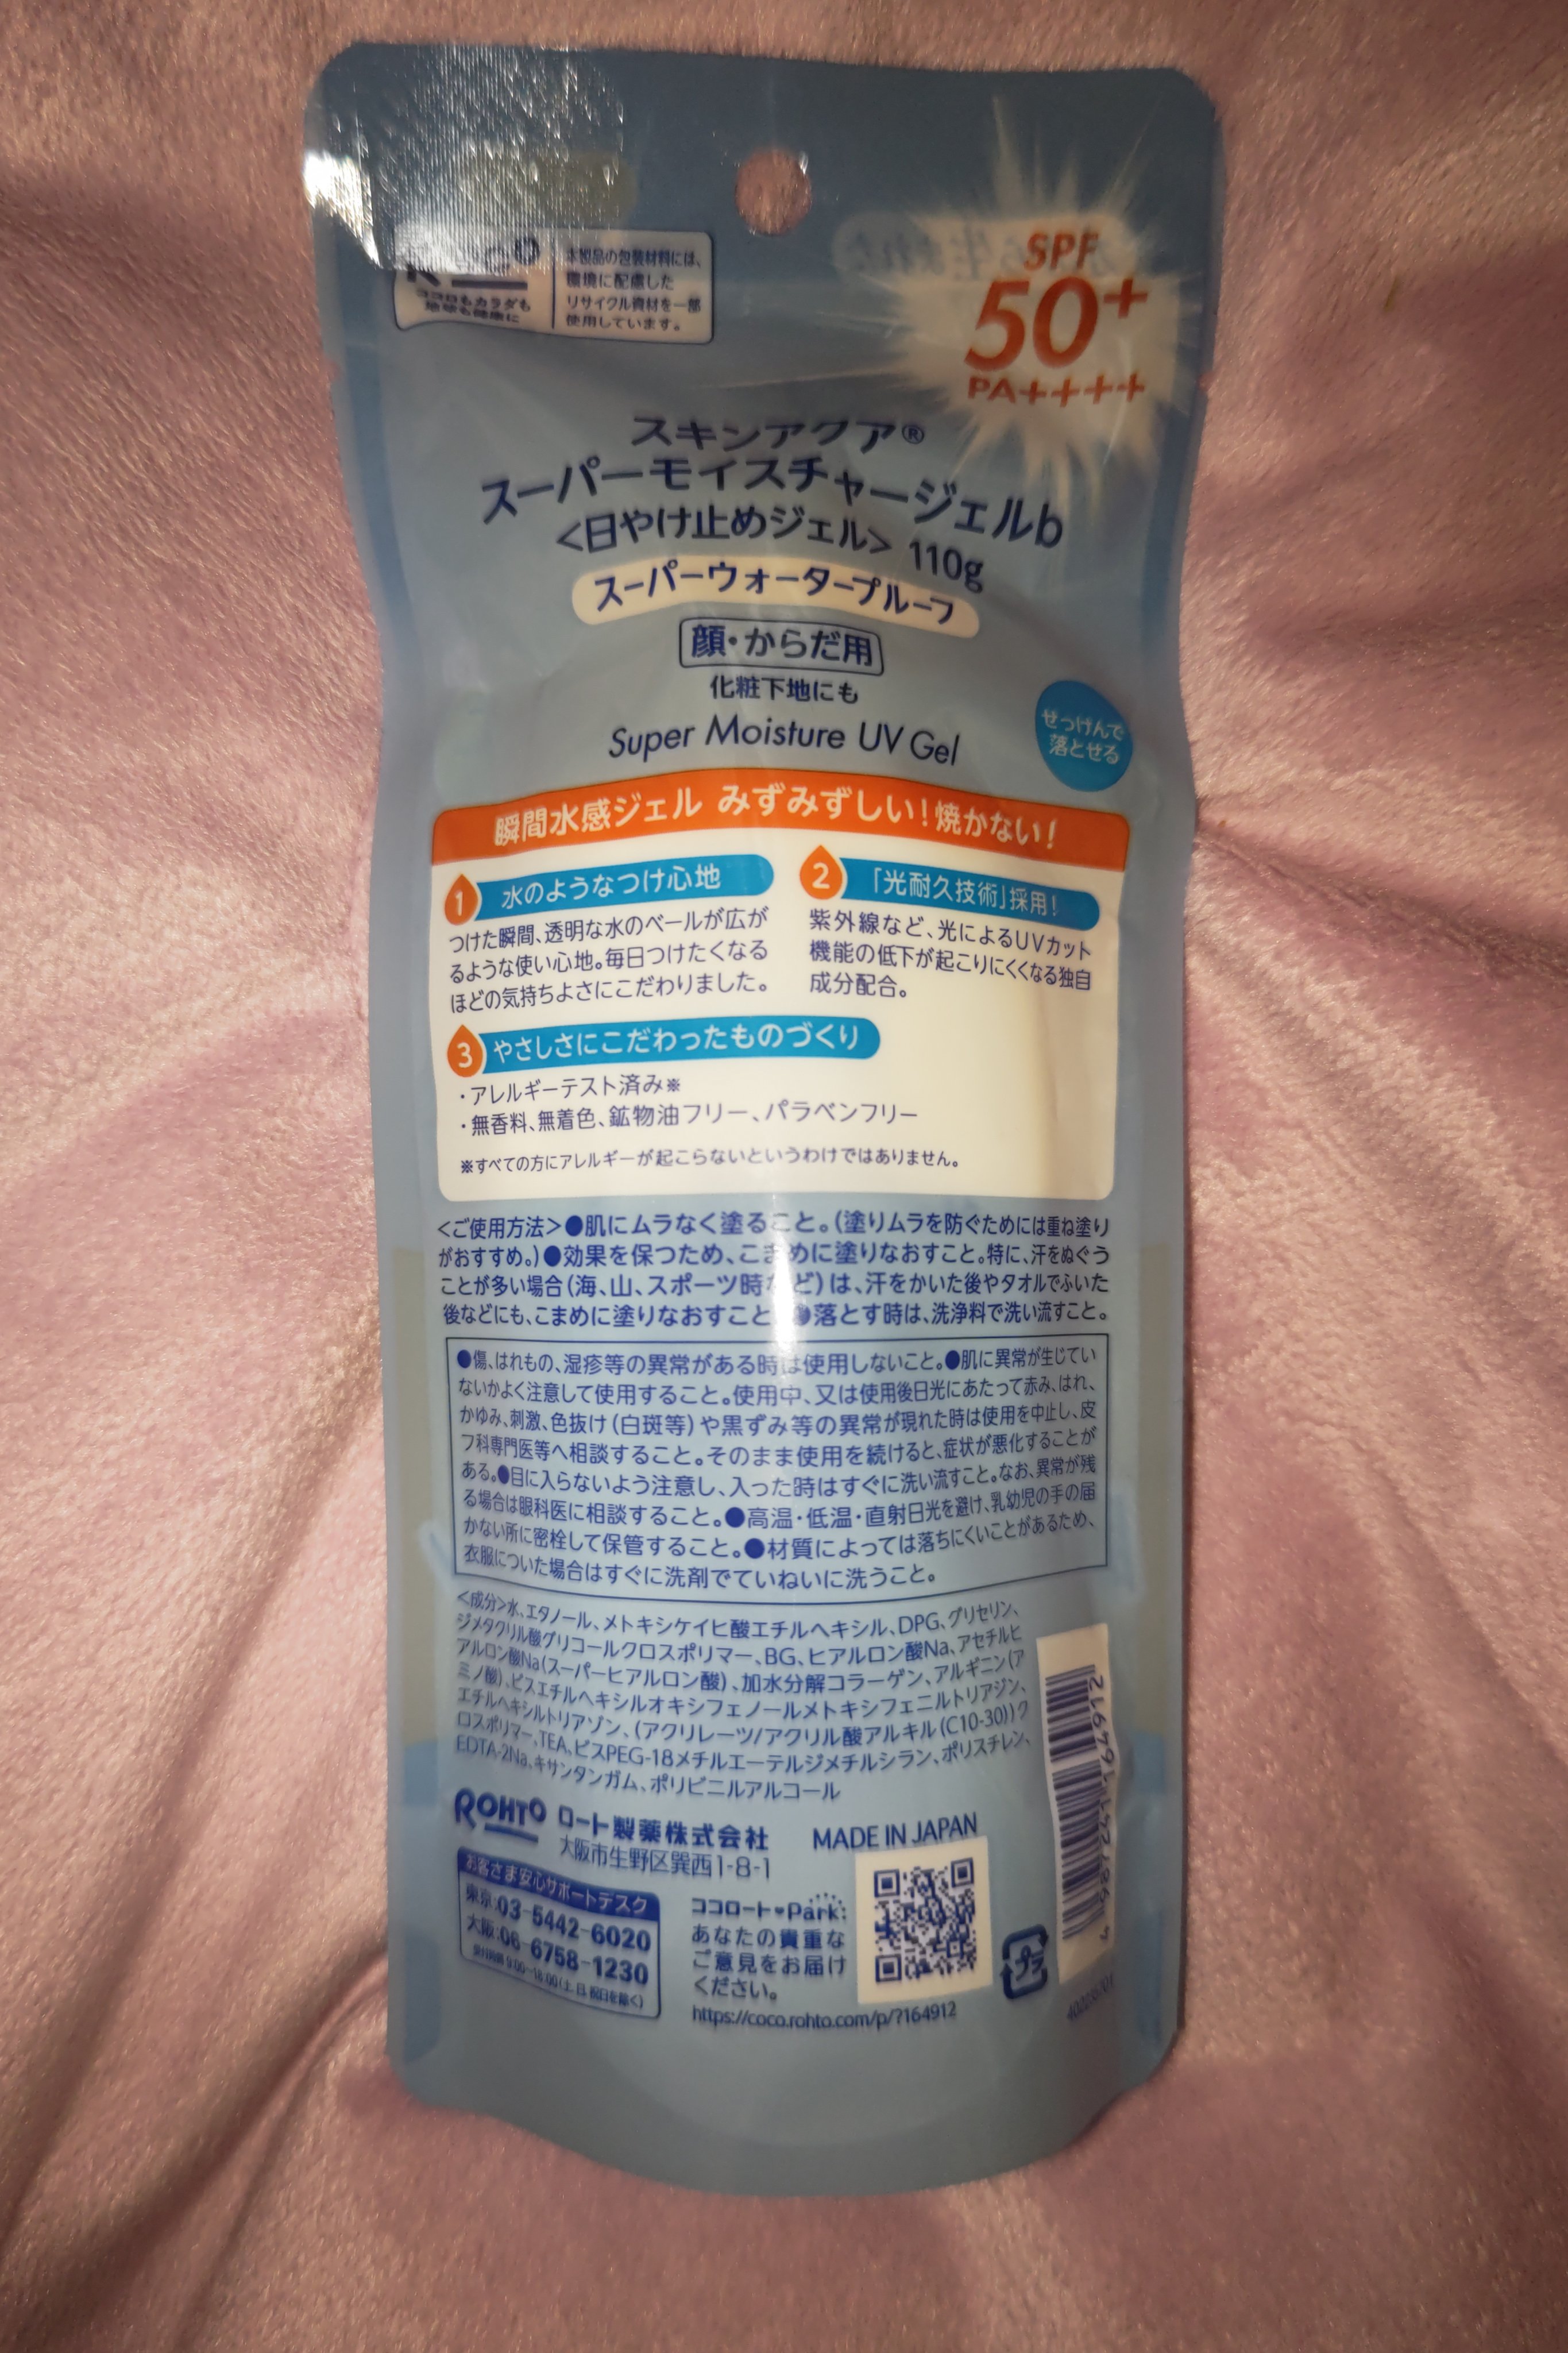 ココロもカラダも
地球も健康に
本製品の包装材料には、
環境に配慮した
リサイクル資材を一部
使用しています。
SPF
50+
PA++++
スキンアクア®
スーパーモイスチャージェルb
<日やけ止めジェル> 110g
スーパーウォータープルーフ
顔・からだ用
化粧下地にも
Super Moisture UV Gel
せっけんで
落とせる
瞬間水感ジェル みずみずしい!焼かない!
1 水のようなつけ心地
つけた瞬間、透明な水のベールが広が
るような使い心地。毎日つけたくなる
ほどの気持ちよさにこだわりました。
2 「光耐久技術」採用!
紫外線など、光によるUVカット
機能の低下が起こりにくくなる独自
成分配合。
3 やさしさにこだわったものづくり
・アレルギーテスト済み※
・無香料、無着色、鉱物油フリー、パラベンフリー
※すべての方にアレルギーが起こらないというわけではありません。
<ご使用方法>●肌にムラなく塗ること。(塗りムラを防ぐためには重ね塗り
がおすすめ。)●効果を保つため、こまめに塗りなおすこと。特に、汗をぬぐう
ことが多い場合(海、山、スポーツ時など)は、汗をかいた後やタオルでふいた
後などにも、こまめに塗りなおすこと。●落とす時は、洗浄料で洗い流すこと。
●傷、はれもの、湿疹等の異常がある時は使用しないこと。●肌に異常が生じてい
ないかよく注意して使用すること。使用中、又は使用後日光にあたって赤み、はれ、
かゆみ、刺激、色抜け(白斑等)や黒ずみ等の異常が現れた時は使用を中止し、皮
フ科専門医等へ相談すること。そのまま使用を続けると、症状が悪化することが
ある。●目に入らないよう注意し、入った時はすぐに洗い流すこと。なお、異常が残
る場合は眼科医に相談すること。●高温・低温・直射日光を避け、乳幼児の手の届
かない所に密栓して保管すること。●材質によっては落ちにくいことがあるため、
衣服についた場合はすぐに洗剤でていねいに洗うこと。
<成分>水、エタノール、メトキシケイヒ酸エチルヘキシル、DPG、グリセリン、
ジメタクリル酸グリコールクロスポリマー、BG、ヒアルロン酸Na、アセチルヒ
アルロン酸Na(スーパーヒアルロン酸)、加水分解コラーゲン、アルギニン(ア
ミノ酸)、ビスエチルヘキシルオキシフェノールメトキシフェニルトリアジン、
エチルヘキシルトリアゾン、(アクリレーツ/アクリル酸アルキル(C10-30))ク
ロスポリマー、TEA、ビスPEG-18メチルエーテルジメチルシラン、ポリスチレン、
EDTA-2Na、キサンタンガム、ポリビニルアルコール
ROHTO ロート製薬株式会社
大阪市生野区巽西1-8-1
MADE IN JAPAN
お客さま安心サポートデスク
東京:03-5442-6020
大阪:06-6758-1230
受付時間 9:00~18:00(土、日、祝日を除く)
ココロート♥Park:
あなたの貴重な
ご意見をお届け
ください。
https://coco.rohto.com/p/?164912
プラ
4 987241 164912